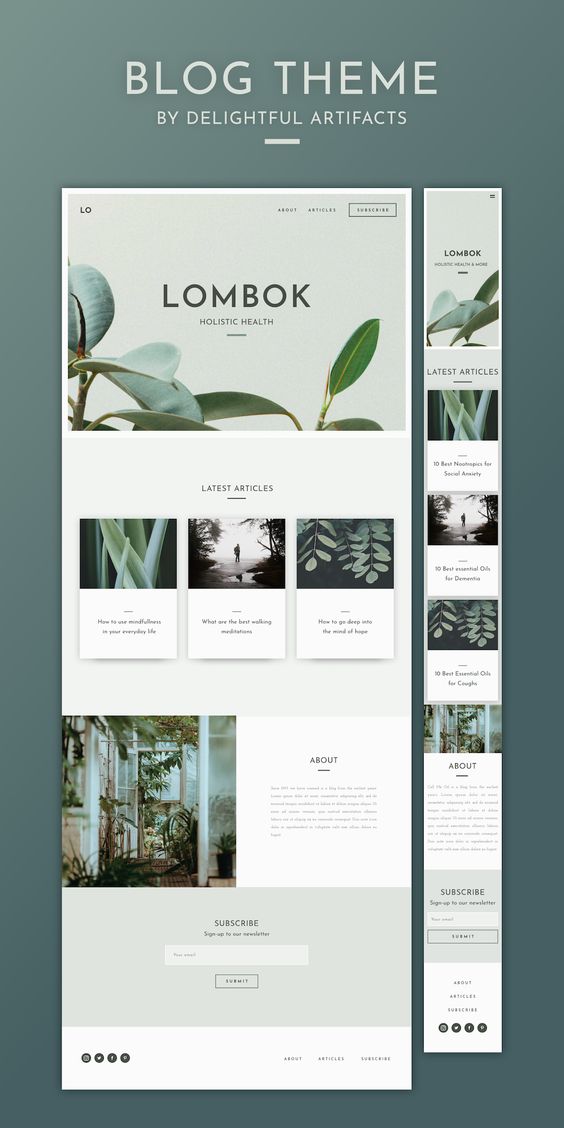 BLOG THEME
BY DELIGHTFUL ARTIFACTS
LO
ABOUT ARTICLES SUBSCRIBE
LOMBOK
HOLISTIC HEALTH
LATEST ARTICLES
How to use mindfullness
in your everyday life
What are the best walking
meditations
How to go deep into
the mind of hope
ABOUT
SUBSCRIBE
Sign-up to our newsletter
Your email
SUBMIT
ABOUT ARTICLES SUBSCRIBE
LOMBOK
HOLISTIC HEALTH & MORE
LATEST ARTICLES
10 Best Nootropics for
Social Anxiety
10 Best essential Oils
for Dementia
10 Best Essential Oils
for Coughs
ABOUT
SUBSCRIBE
Sign-up to our newsletter
Your email
SUBMIT
ABOUT
ARTICLES
SUBSCRIBE